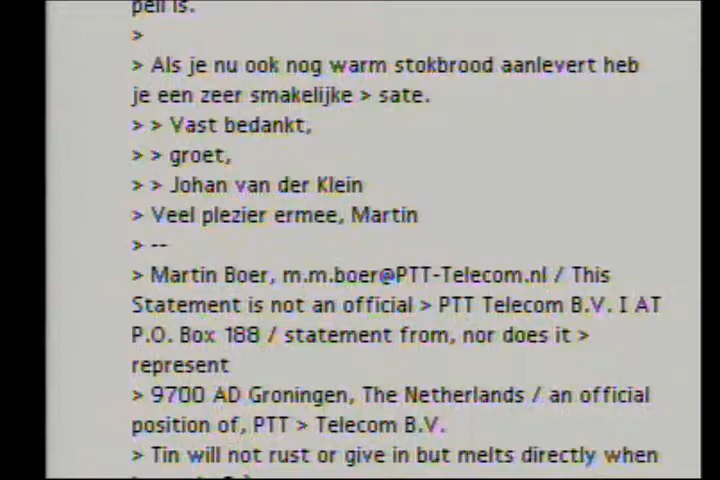 pell is.
>
> Als je nu ook nog warm stokbrood aanlevert heb
je een zeer smakelijke > sate.
> > Vast bedankt,
> > groet,
> > Johan van der Klein
> Veel plezier ermee, Martin
> --
> Martin Boer, m.m.boer@PTT-Telecom.nl / This
Statement is not an official > PTT Telecom B.V. I AT
P.O. Box 188 / statement from, nor does it >
represent
> 9700 AD Groningen, The Netherlands / an official
position of, PTT > Telecom B.V.
> Tin will not rust or give in but melts directly when